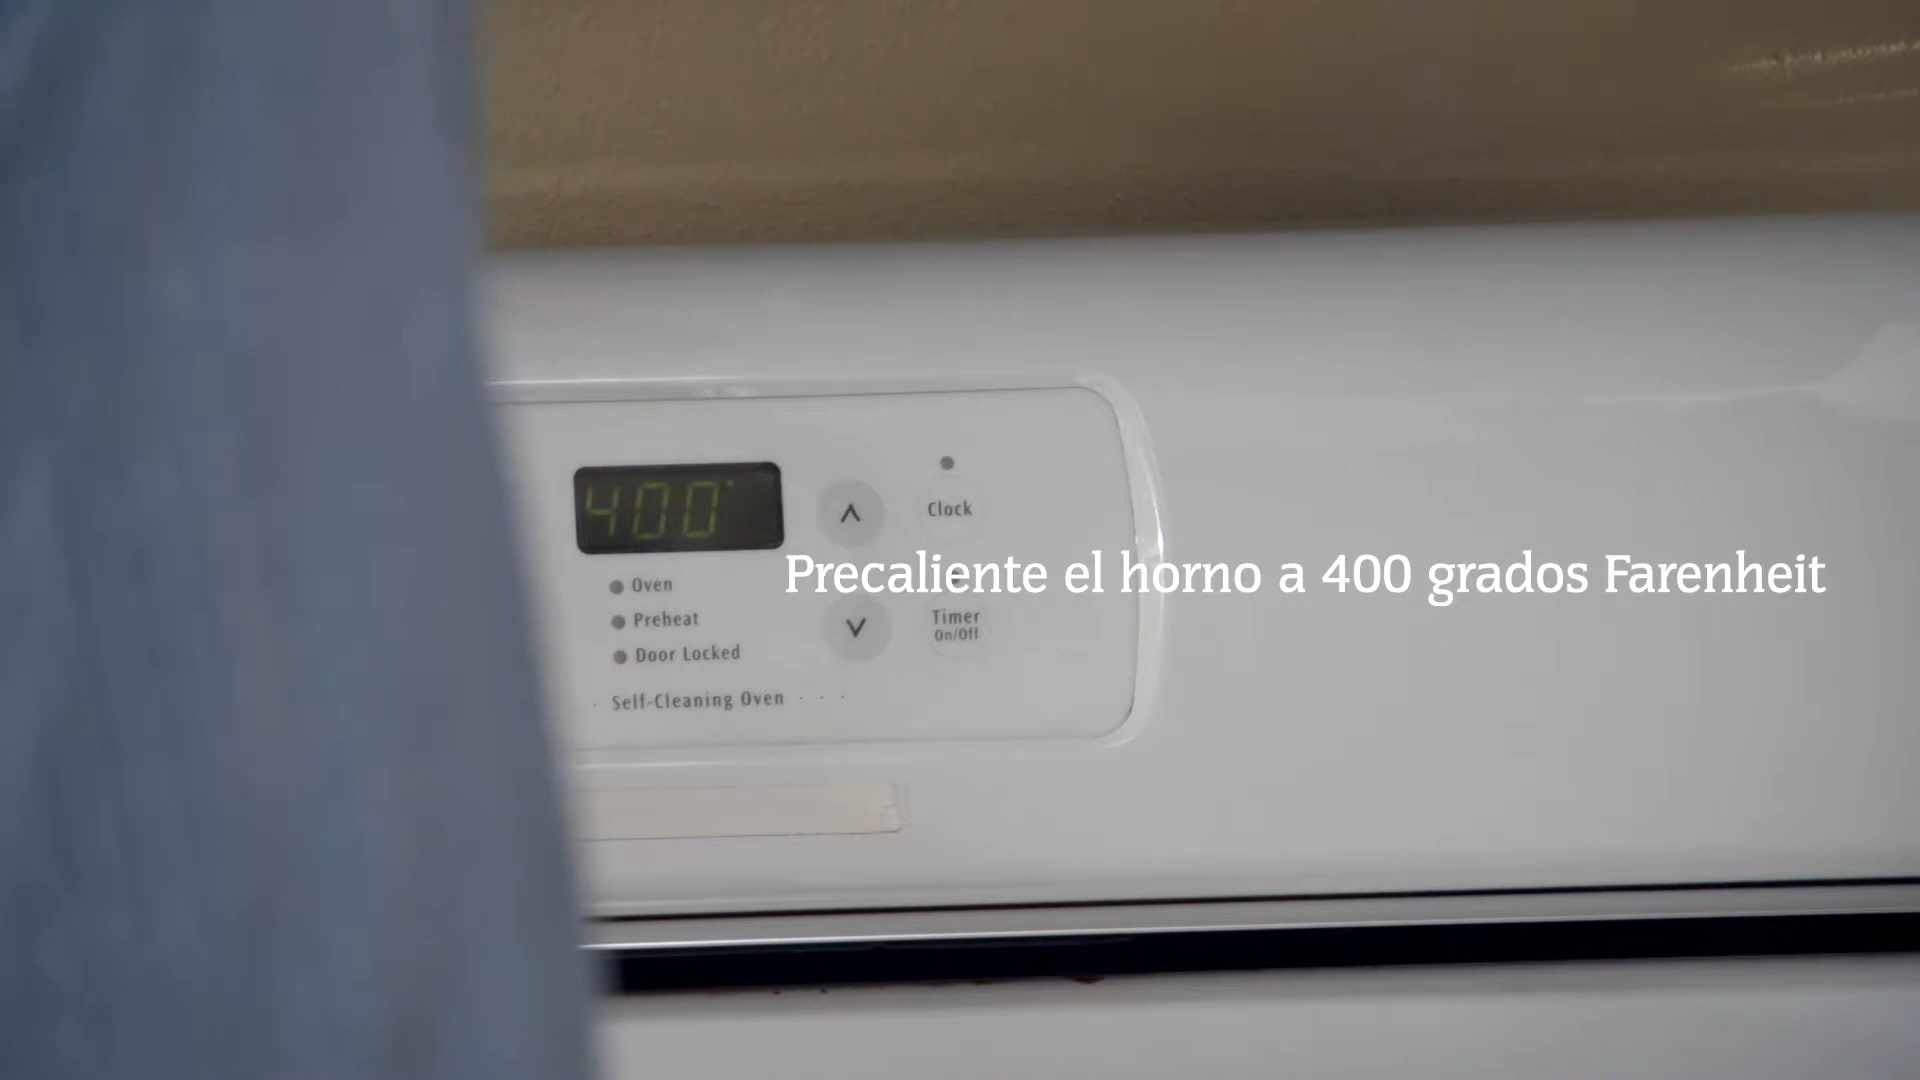 400°
Clock
Precaliente el horno a 400 grados Farenheit
Oven
Preheat
Door Locked
Timer
On/Off
Self-Cleaning Oven